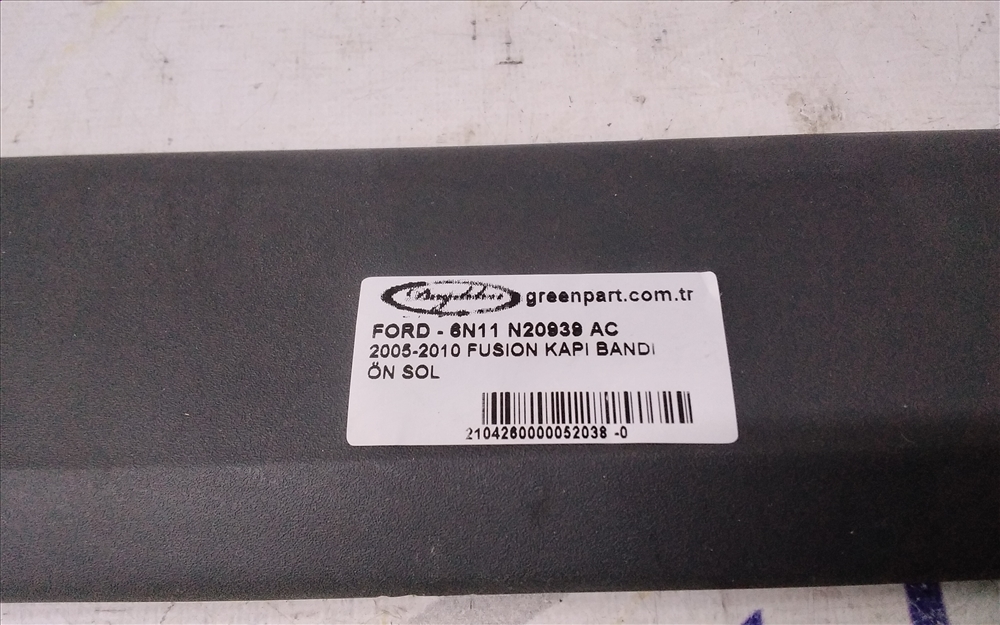 greenpart.com.tr
FORD - 6N11 N20939 AC
2005-2010 FUSION KAPI BANDI
ÖN SOL
2104260000052038 -0